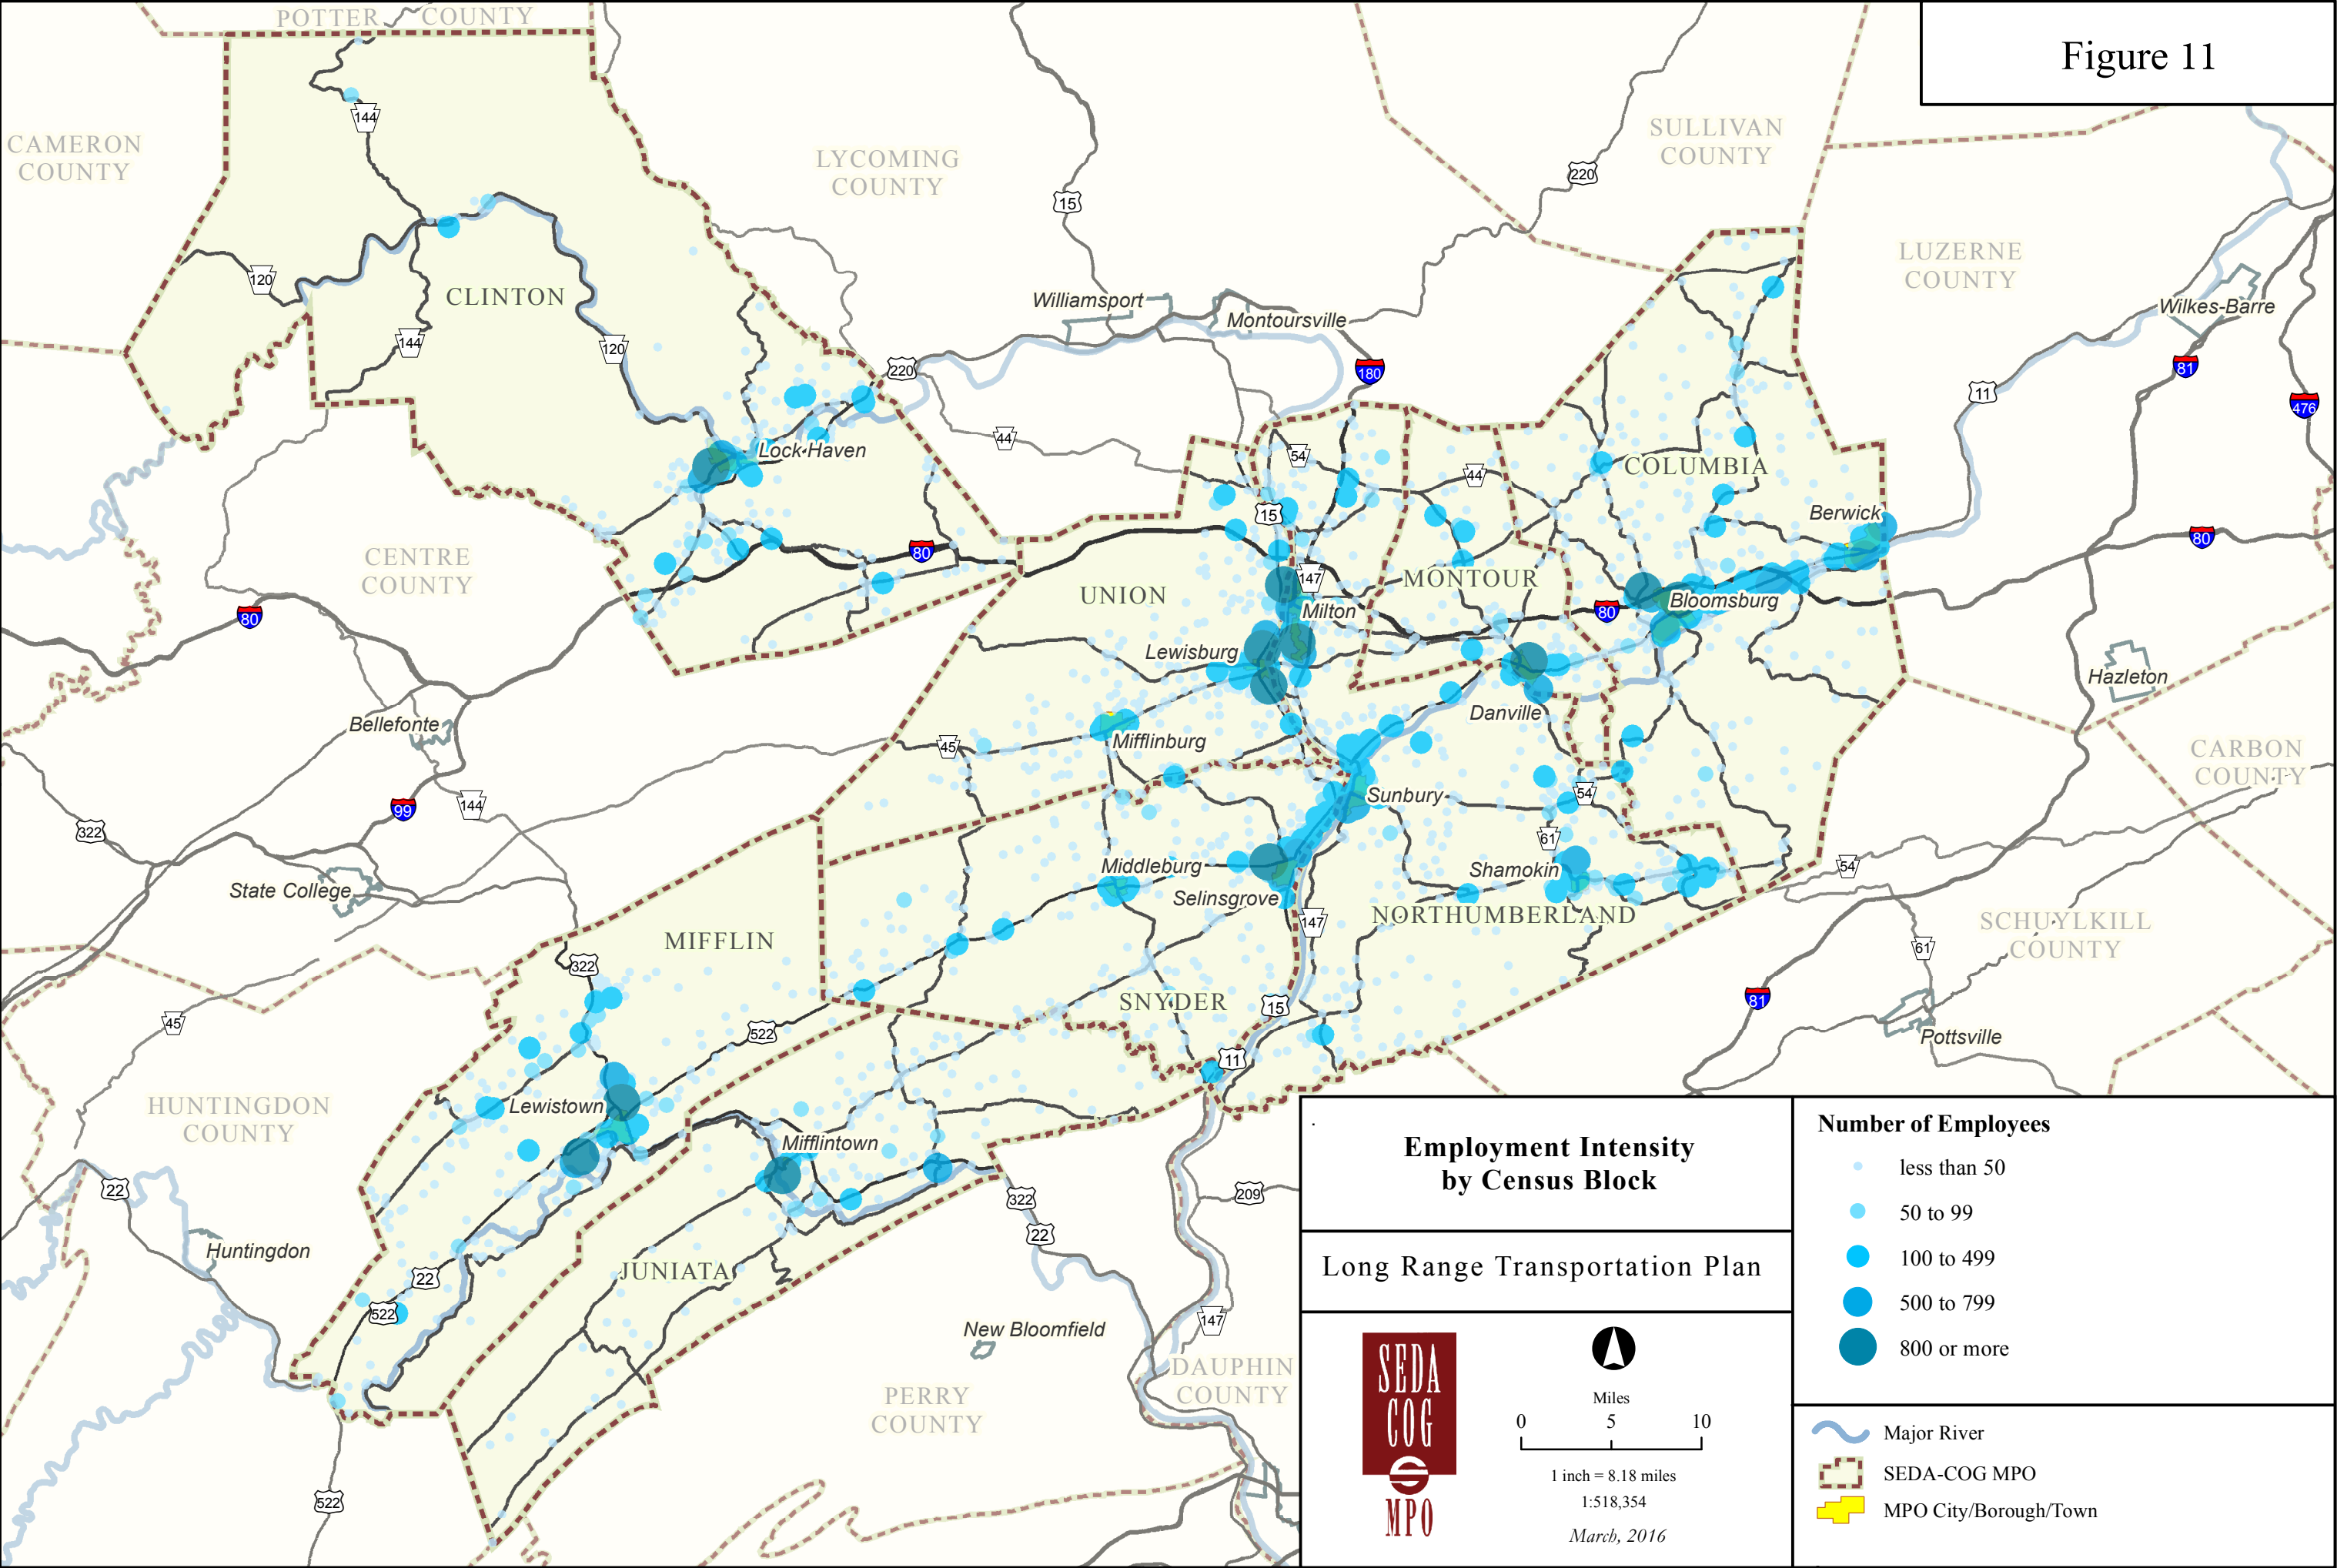 POTTER COUNTY
Figure 11
CAMERON
COUNTY
144
LYCOMING
COUNTY
SULLIVAN
COUNTY
220
15
120
CLINTON
LUZERNE
COUNTY
Williamsport
Montoursville
Wilkes-Barre
144
120
220
180
81
11
476
44
Lock Haven
54
44
COLUMBIA
15
Berwick
CENTRE
COUNTY
80
80
80
UNION
147
MONTOUR
80
Bloomsburg
Milton
Lewisburg
Hazleton
Bellefonte
45
Mifflinburg
Danville
CARBON
COUNTY
99
144
322
Sunbury
54
61
State College
Middleburg
Selinsgrove
Shamokin
54
NORTHUMBERLAND
147
SCHUYLKILL
COUNTY
61
MIFFLIN
322
SNYDER
15
81
45
522
Pottsville
11
HUNTINGDON
COUNTY
Lewistown
Mifflintown
22
322
209
22
Huntingdon
JUNIATA
22
522
147
New Bloomfield
PERRY
COUNTY
DAUPHIN
COUNTY
522
Employment Intensity
by Census Block
Long Range Transportation Plan
SEDA
COG
MPO
Miles
0 5 10
1 inch = 8.18 miles
1:518,354
March, 2016
Number of Employees
less than 50
50 to 99
100 to 499
500 to 799
800 or more
Major River
SEDA-COG MPO
MPO City/Borough/Town